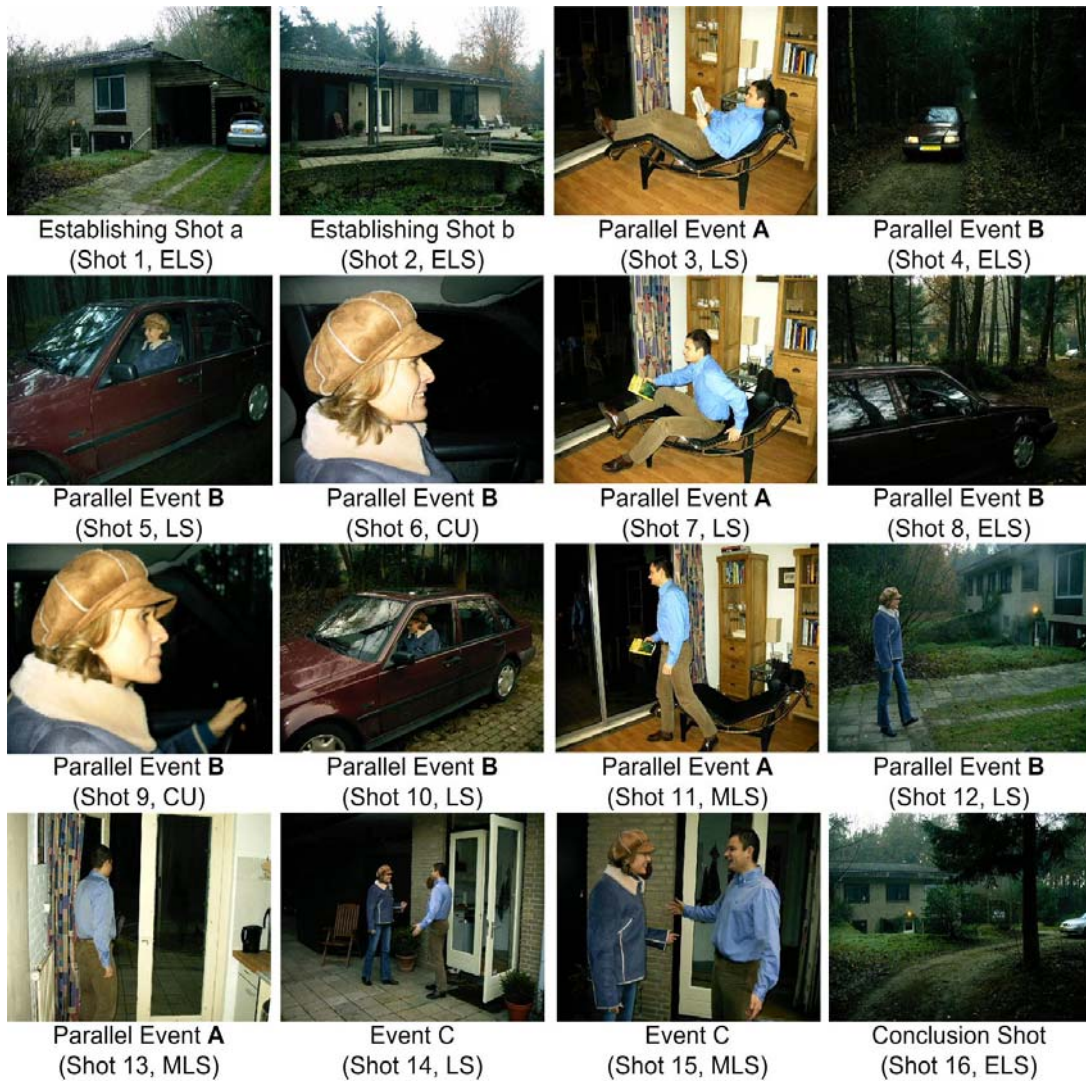 Establishing Shot a
(Shot 1, ELS)
Establishing Shot b
(Shot 2, ELS)
Parallel Event A
(Shot 3, LS)
Parallel Event B
(Shot 4, ELS)
Parallel Event B
(Shot 5, LS)
Parallel Event B
(Shot 6, CU)
Parallel Event A
(Shot 7, LS)
Parallel Event B
(Shot 8, ELS)
Parallel Event B
(Shot 9, CU)
Parallel Event B
(Shot 10, LS)
Parallel Event A
(Shot 11, MLS)
Parallel Event B
(Shot 12, LS)
Parallel Event A
(Shot 13, MLS)
Event C
(Shot 14, LS)
Event C
(Shot 15, MLS)
Conclusion Shot
(Shot 16, ELS)